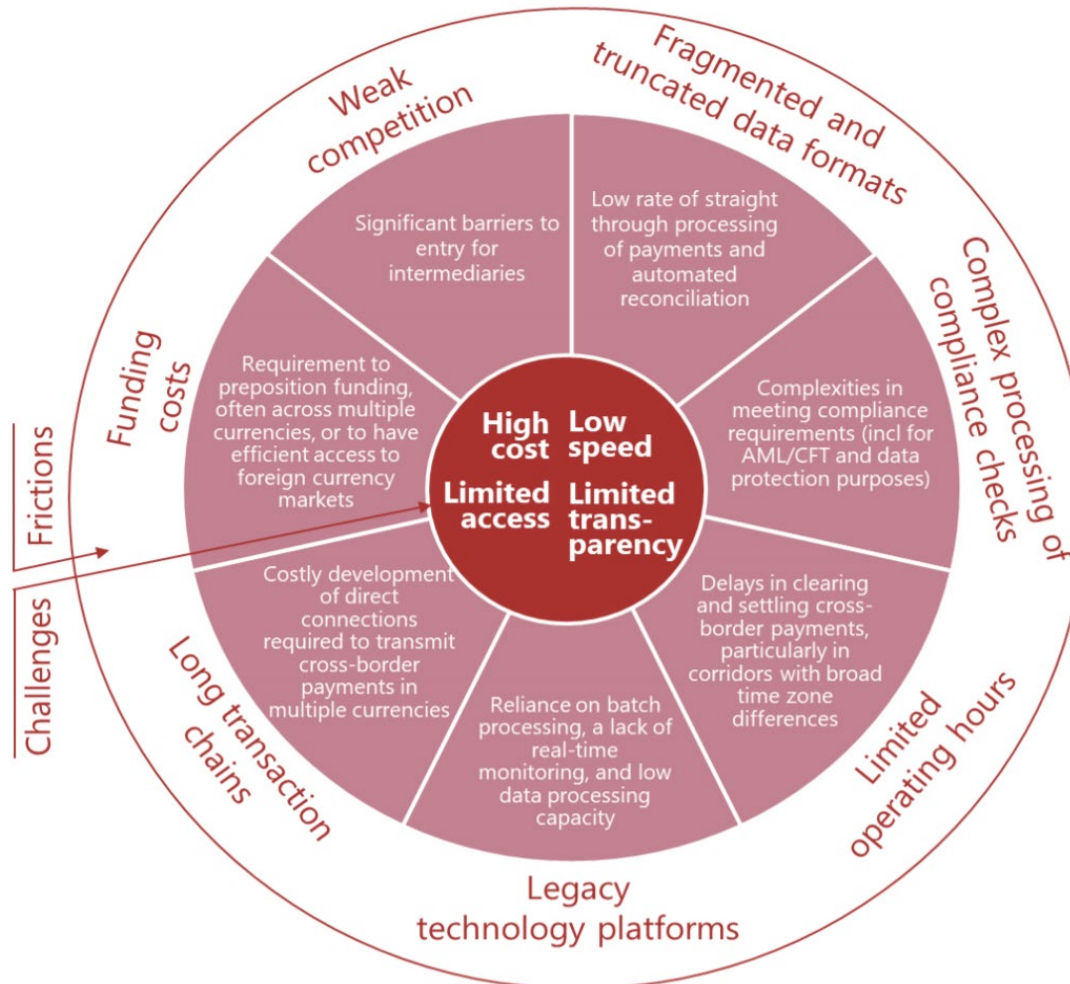 Weak
competition
Fragmented and
truncated data formats
Complex processing of
compliance checks
Limited
operating hours
Legacy
technology platforms
Long transaction
chains
Funding
costs
Frictions
Challenges
Significant barriers to
entry for
intermediaries
Low rate of straight
through processing
of payments and
automated
reconciliation
Complexities in
meeting compliance
requirements (incl for
AML/CFT and data
protection purposes)
Delays in clearing
and settling cross-
border payments,
particularly in
corridors with broad
time zone
differences
Reliance on batch
processing, a lack of
real-time
monitoring, and low
data processing
capacity
Costly development
of direct
connections
required to transmit
cross-border
payments in
multiple currencies
Requirement to
preposition funding,
often across multiple
currencies, or to have
efficient access to
foreign currency
markets
High
cost
Low
speed
Limited
access
Limited
trans-
parency